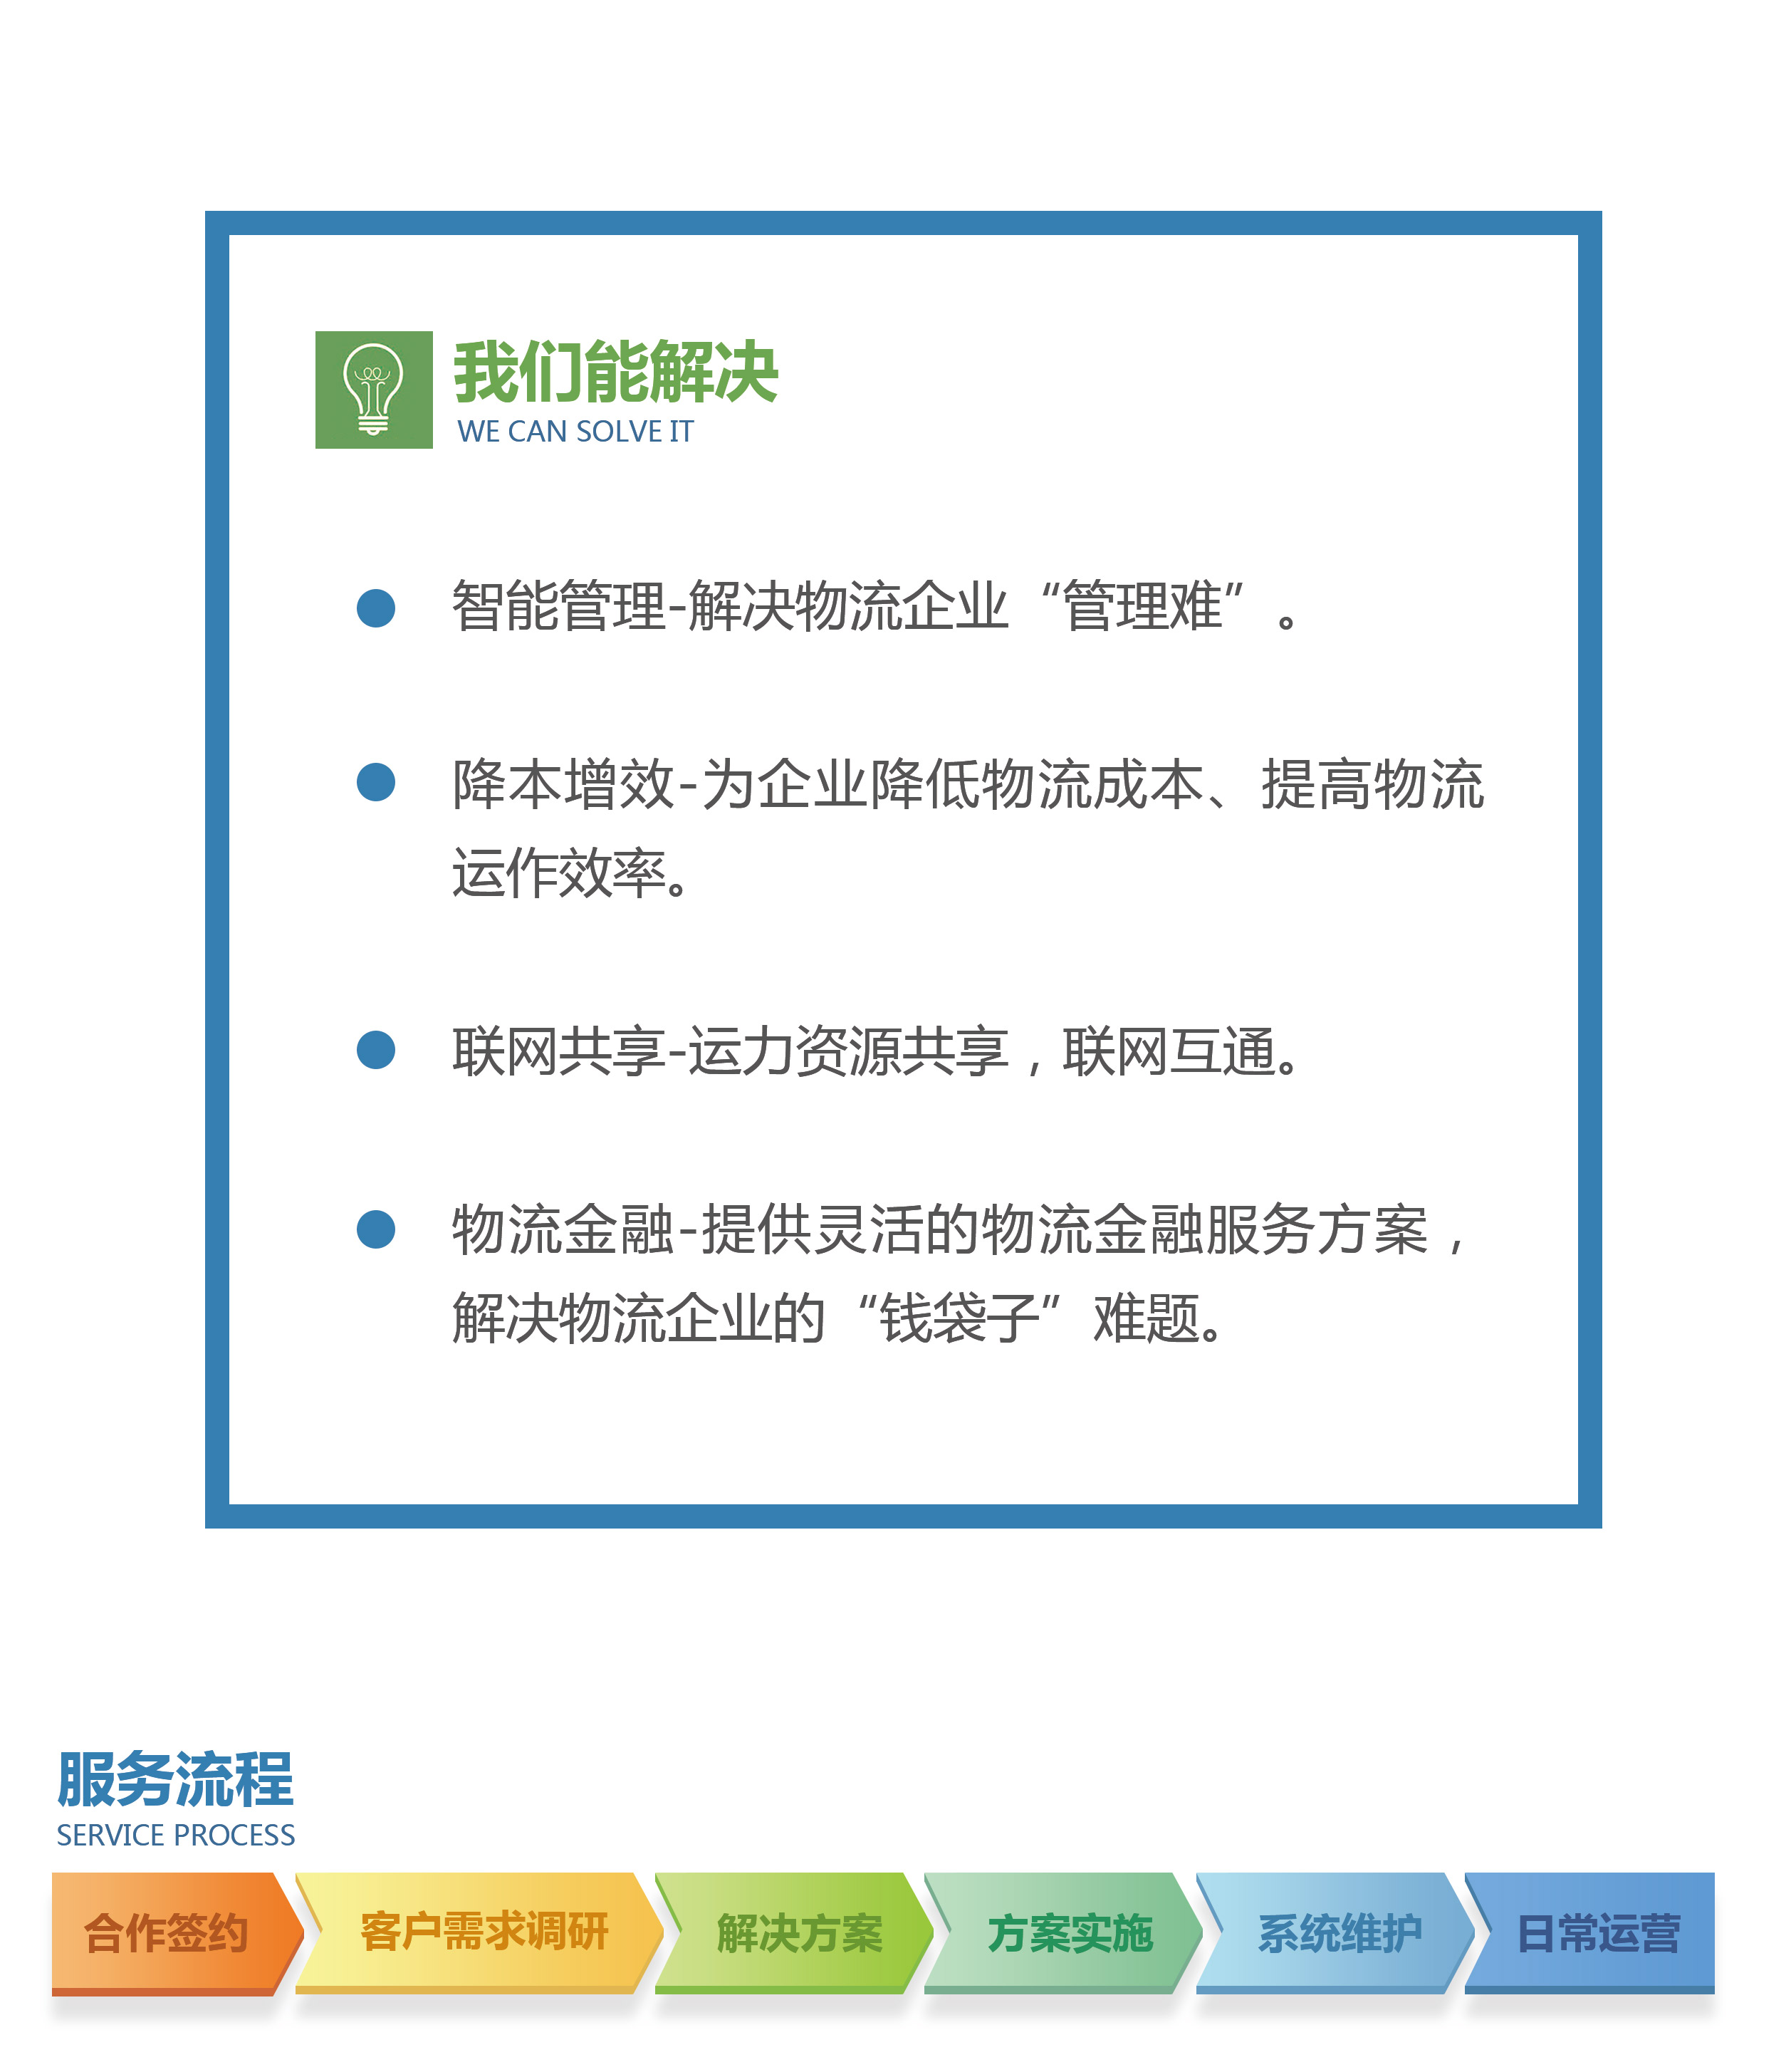 我们能解决
WE CAN SOLVE IT
智能管理-解决物流企业“管理难”。
降本增效-为企业降低物流成本、提高物流
运作效率。
联网共享-运力资源共享，联网互通。
物流金融-提供灵活的物流金融服务方案，
解决物流企业的“钱袋子”难题。
服务流程
SERVICE PROCESS
合作签约
客户需求调研
解决方案
方案实施
系统维护
日常运营